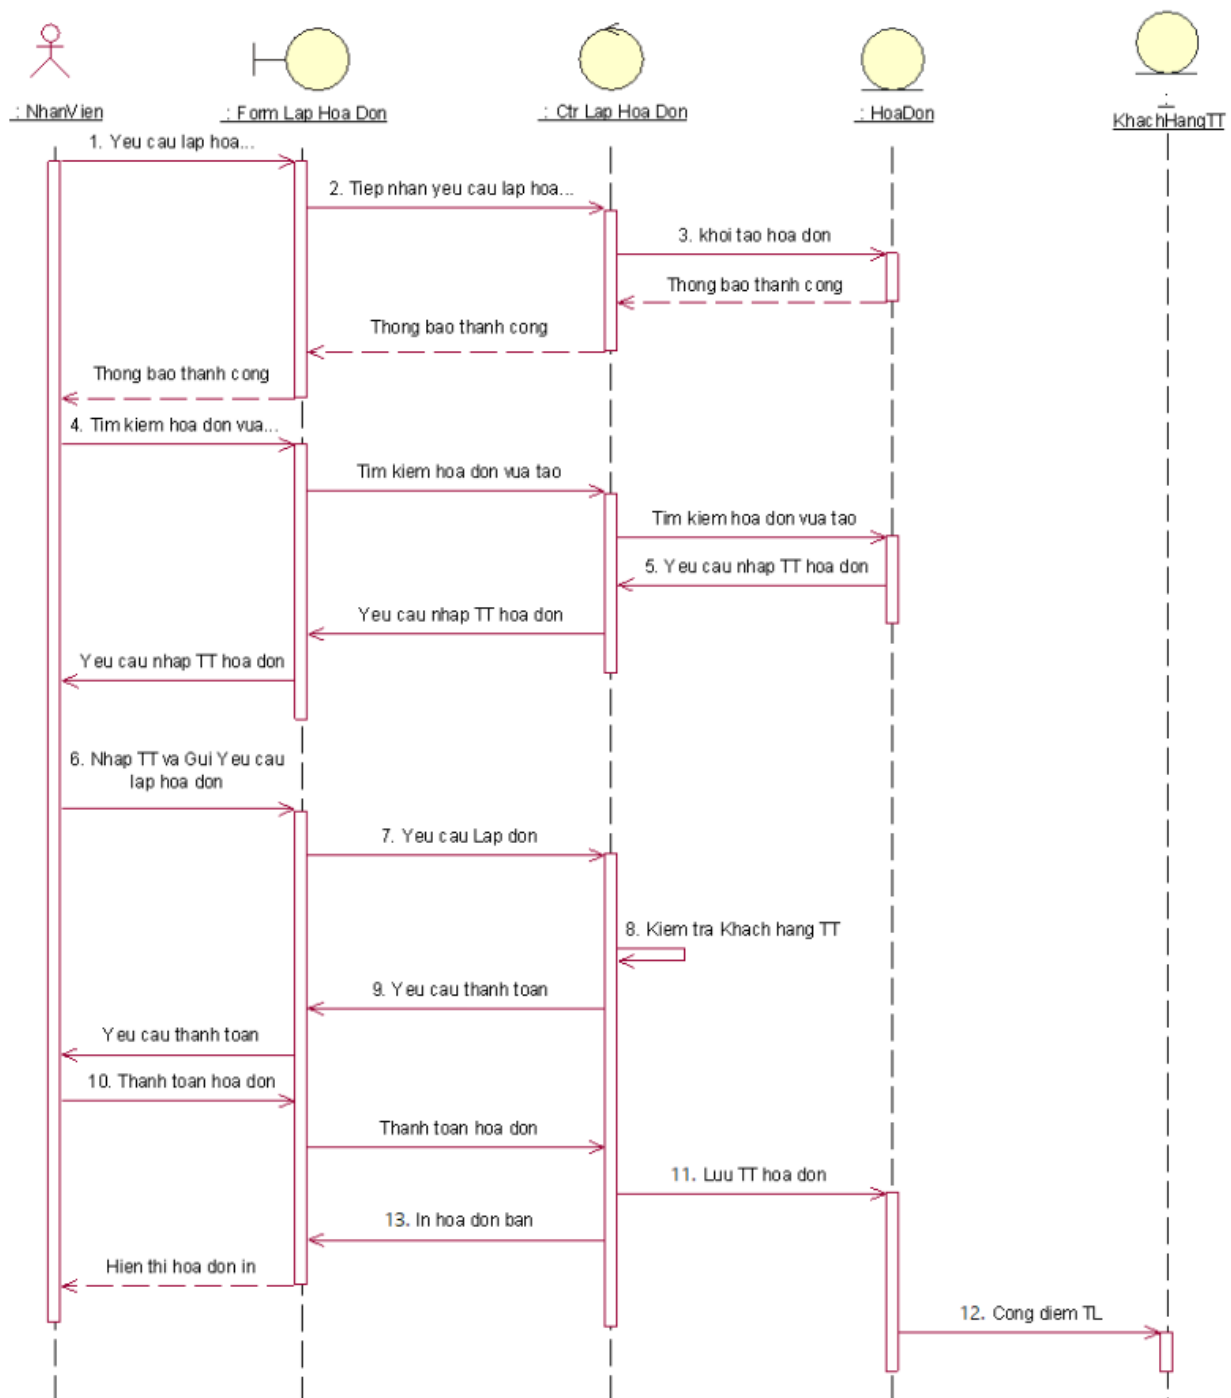 : NhanVien
: Form Lap Hoa Don
: Ctr Lap Hoa Don
: HoaDon
:
KhachHangTT
1. Yeu cau lap hoa...
2. Tiep nhan yeu cau lap hoa...
3. khoi tao hoa don
Thong bao thanh cong
Thong bao thanh cong
Thong bao thanh cong
4. Tim kiem hoa don vua...
Tim kiem hoa don vua tao
Tim kiem hoa don vua tao
5. Yeu cau nhap TT hoa don
Yeu cau nhap TT hoa don
Yeu cau nhap TT hoa don
6. Nhap TT va Gui Yeu cau
lap hoa don
7. Yeu cau Lap don
8. Kiem tra Khach hang TT
9. Yeu cau thanh toan
Yeu cau thanh toan
10. Thanh toan hoa don
Thanh toan hoa don
11. Luu TT hoa don
13. In hoa don ban
Hien thi hoa don in
12. Cong diem TL